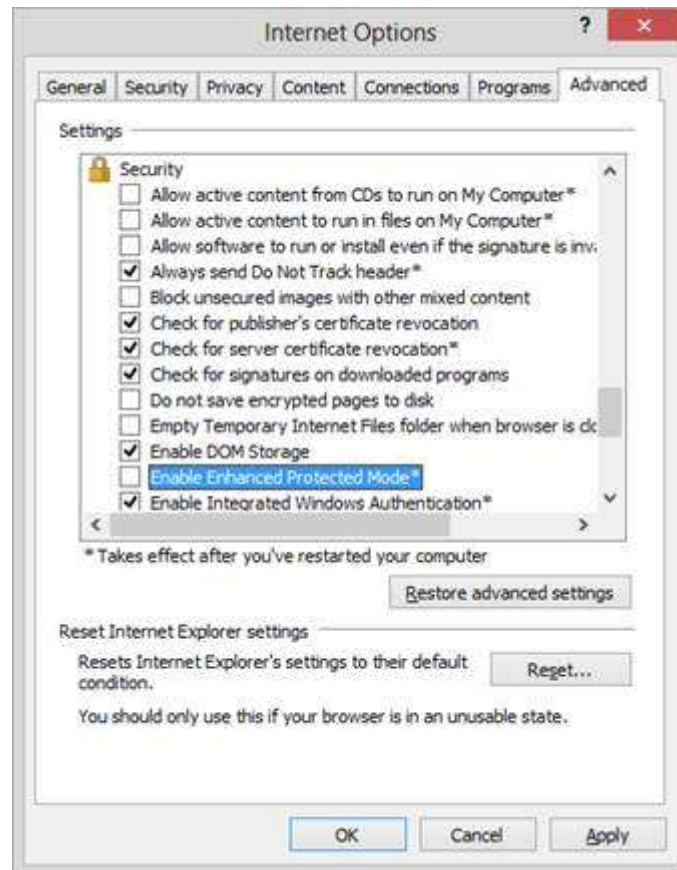 Internet Options
?
General Security Privacy Content Connections Programs Advanced
Settings
Security
Allow active content from CDs to run on My Computer*
Allow active content to run in files on My Computer*
Allow software to run or install even if the signature is
Always send Do Not Track header*
Block unsecured images with other mixed content
Check for publisher's certificate revocation
Check for server certificate revocation*
Check for signatures on downloaded programs
Do not save encrypted pages to disk
Empty Temporary Internet Files folder when browser is
Enable DOM Storage
Enable Enhanced Protected Mode*
Enable Integrated Windows Authentication*
* Takes effect after you've restarted your computer
Restore advanced settings
Reset Internet Explorer settings
Resets Internet Explorer's settings to their default
condition.
Reset...
You should only use this if your browser is in an unusable state.
OK Cancel Apply